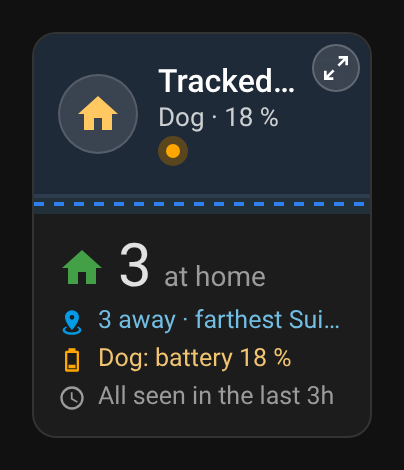 Tracked…
Dog · 18 %
3 at home
3 away · farthest Sui…
Dog: battery 18 %
All seen in the last 3h